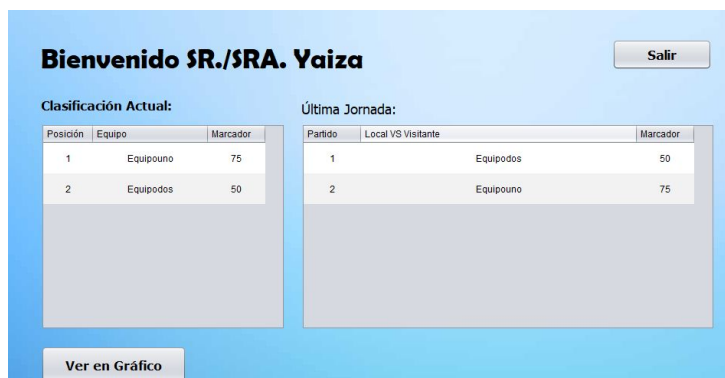 Bienvenido SR./SRA. Yaiza
Salir
Clasificación Actual:
Posición Equipo Marcador
1 Equipouno 75
2 Equipodos 50
Última Jornada:
Partido Local VS Visitante Marcador
1 Equipodos 50
2 Equipouno 75
Ver en Gráfico